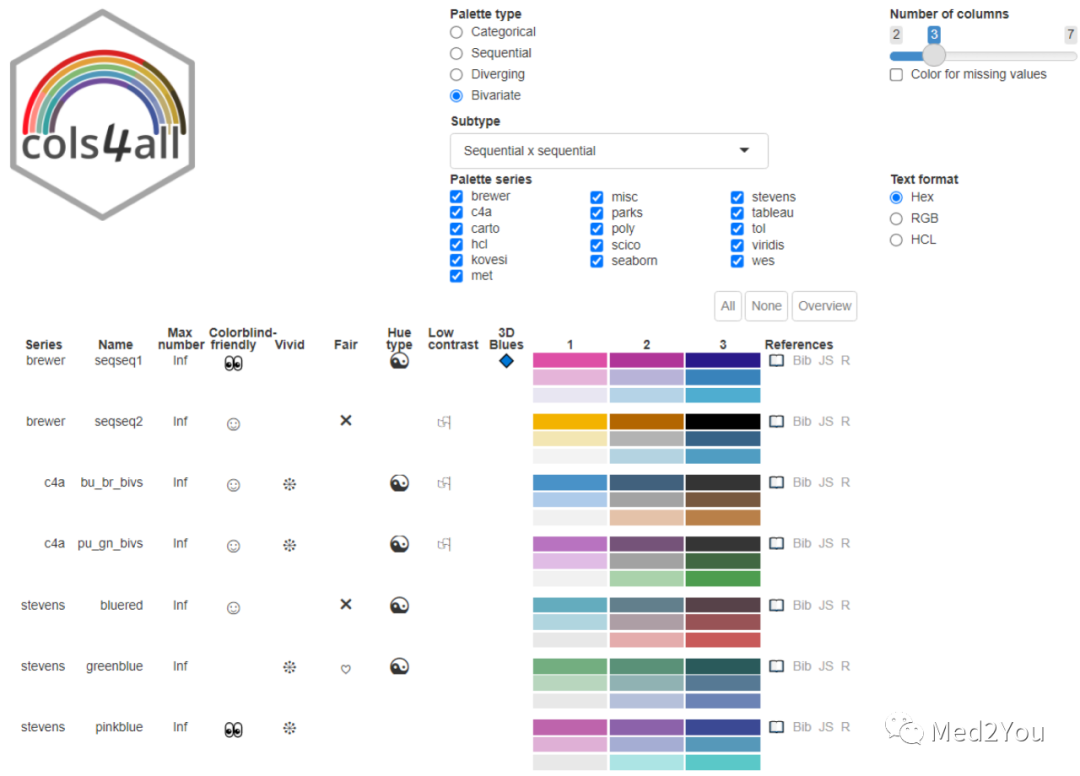 cols4all
Palette type
Categorical
Sequential
Diverging
Bivariate
Subtype
Sequential x sequential
Palette series
brewer
c4a
carto
hcl
kovesi
met
misc
parks
poly
scico
seaborn
stevens
tableau
tol
viridis
wes
Number of columns
2 3 7
Color for missing values
Text format
Hex
RGB
HCL
All None Overview
Series Name Max number Colorblind-friendly Vivid Fair Hue type Low contrast 3D Blues 1 2 3 References
brewer seqseq1 Inf Bib JS R
brewer seqseq2 Inf Bib JS R
c4a bu_br_bivs Inf Bib JS R
c4a pu_gn_bivs Inf Bib JS R
stevens bluered Inf Bib JS R
stevens greenblue Inf Bib JS R
stevens pinkblue Inf Bib JS R
Med2You